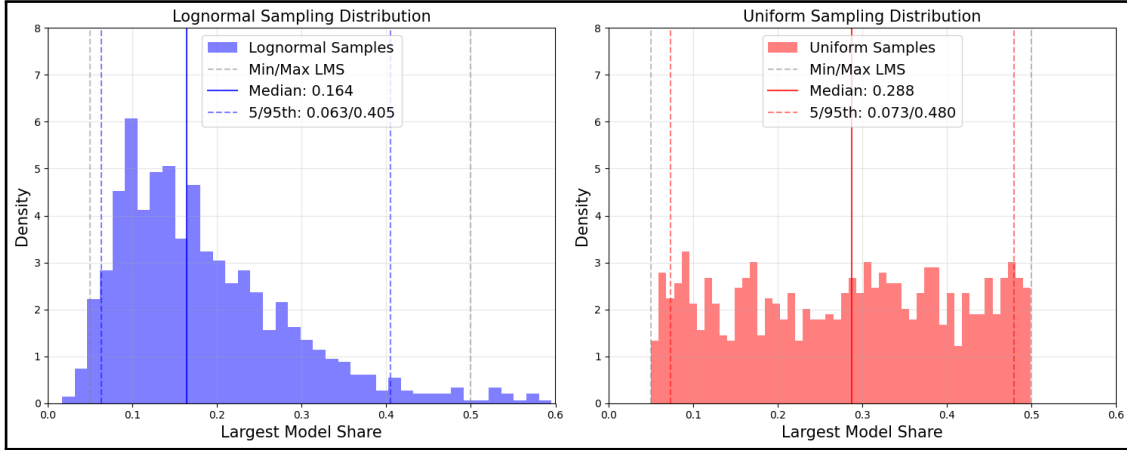 Lognormal Sampling Distribution
8
7
6
5
4
3
2
1
0
Density
Lognormal Samples
Min/Max LMS
Median: 0.164
5/95th: 0.063/0.405
0.0 0.1 0.2 0.3 0.4 0.5 0.6
Largest Model Share
Uniform Sampling Distribution
8
7
6
5
4
3
2
1
0
Density
Uniform Samples
Min/Max LMS
Median: 0.288
5/95th: 0.073/0.480
0.0 0.1 0.2 0.3 0.4 0.5 0.6
Largest Model Share